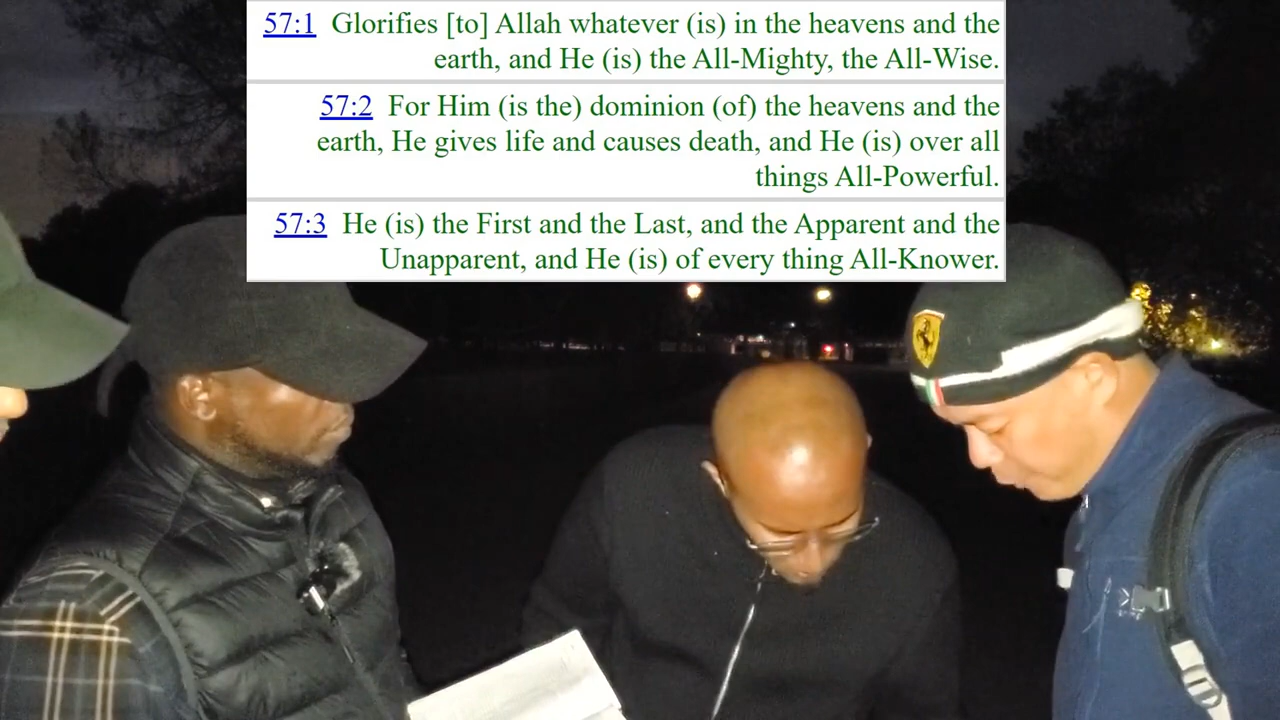 57:1 Glorifies [to] Allah whatever (is) in the heavens and the
earth, and He (is) the All-Mighty, the All-Wise.
57:2 For Him (is the) dominion (of) the heavens and the
earth, He gives life and causes death, and He (is) over all
things All-Powerful.
57:3 He (is) the First and the Last, and the Apparent and the
Unapparent, and He (is) of every thing All-Knower.